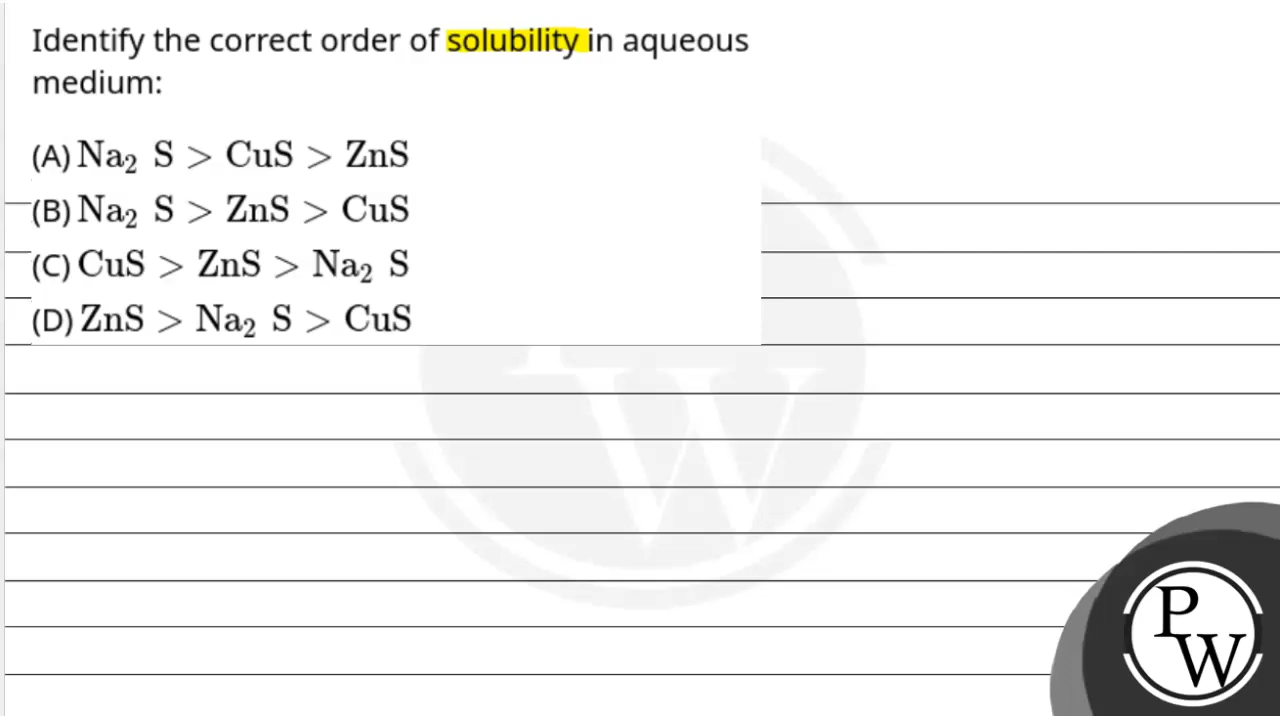 Identify the correct order of solubility in aqueous
medium:
(A) Na₂ S > CuS > ZnS
(B) Na₂ S > ZnS > CuS
(C) CuS > ZnS > Na₂ S
(D) ZnS > Na₂ S > CuS
W
P
W